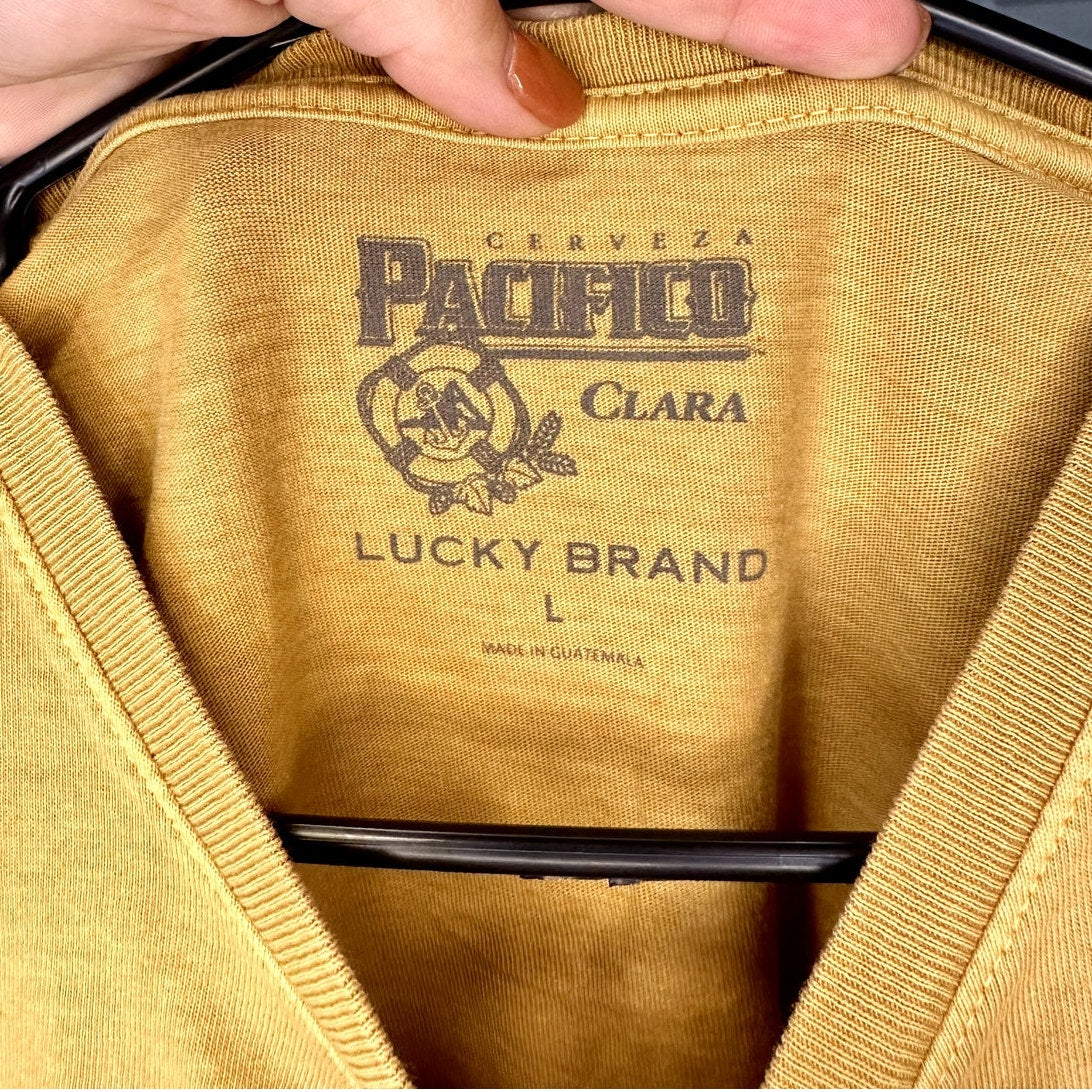 CERVEZA
PACIFICO
CLARA
LUCKY BRAND
L
MADE IN GUATEMALA